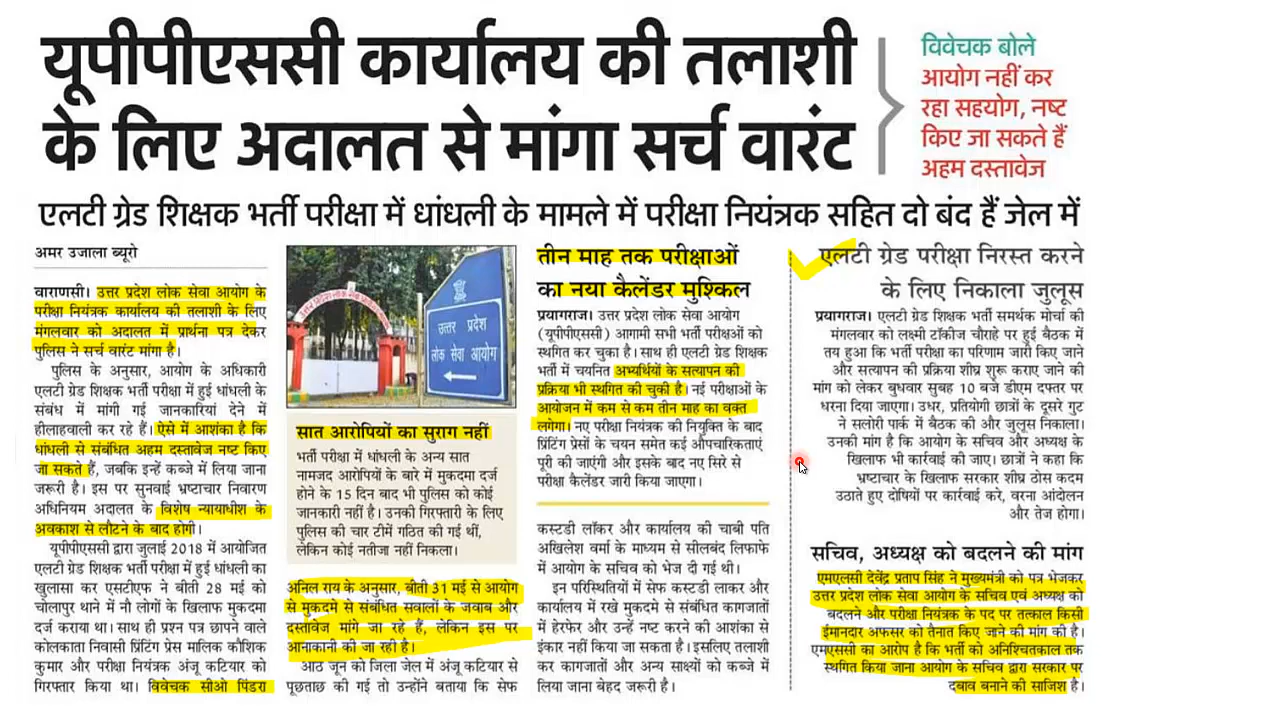 यूपीपीएससी कार्यालय की तलाशी
के लिए अदालत से मांगा सर्च वारंट
विवेचक बोले
आयोग नहीं कर
रहा सहयोग, नष्ट
किए जा सकते हैं
अहम दस्तावेज
एलटी ग्रेड शिक्षक भर्ती परीक्षा में धांधली के मामले में परीक्षा नियंत्रक सहित दो बंद हैं जेल में
अमर उजाला ब्यूरो
वाराणसी। उत्तर प्रदेश लोक सेवा आयोग के
परीक्षा नियंत्रक कार्यालय की तलाशी के लिए
मंगलवार को अदालत में प्रार्थना पत्र देकर
पुलिस ने सर्च वारंट मांगा है।
पुलिस के अनुसार, आयोग के अधिकारी
एलटी ग्रेड शिक्षक भर्ती परीक्षा में हुई धांधली के
संबंध में मांगी गई जानकारियां देने में
हीलाहवाली कर रहे हैं। ऐसे में आशंका है कि
धांधली से संबंधित अहम दस्तावेज नष्ट किए
जा सकते हैं, जबकि इन्हें कब्जे में लिया जाना
जरूरी है। इस पर सुनवाई भ्रष्टाचार निवारण
अधिनियम अदालत के विशेष न्यायाधीश के
अवकाश से लौटने के बाद होगी।
यूपीपीएससी द्वारा जुलाई 2018 में आयोजित
एलटी ग्रेड शिक्षक भर्ती परीक्षा में हुई धांधली का
खुलासा कर एसटीएफ ने बीती 28 मई को
चोलापुर थाने में नौ लोगों के खिलाफ मुकदमा
दर्ज कराया था। साथ ही प्रश्न पत्र छापने वाले
कोलकाता निवासी प्रिंटिंग प्रेस मालिक कौशिक
कुमार और परीक्षा नियंत्रक अंजू कटियार को
गिरफ्तार किया था। विवेचक सीओ पिंडरा
उत्तर प्रदेश
लोक सेवा आयोग
सात आरोपियों का सुराग नहीं
भर्ती परीक्षा में धांधली के अन्य सात
नामजद आरोपियों के बारे में मुकदमा दर्ज
होने के 15 दिन बाद भी पुलिस को कोई
जानकारी नहीं है। उनकी गिरफ्तारी के लिए
पुलिस की चार टीमें गठित की गई थीं,
लेकिन कोई नतीजा नहीं निकला।
अनिल राय के अनुसार, बीती 31 मई से आयोग
से मुकदमे से संबंधित सवालों के जवाब और
दस्तावेज मांगे जा रहे हैं, लेकिन इस पर
आनाकानी की जा रही है।
आठ जून को जिला जेल में अंजू कटियार से
पूछताछ की गई तो उन्होंने बताया कि सेफ
तीन माह तक परीक्षाओं
का नया कैलेंडर मुश्किल
प्रयागराज। उत्तर प्रदेश लोक सेवा आयोग
(यूपीपीएससी) आगामी सभी भर्ती परीक्षाओं को
स्थगित कर चुका है। साथ ही एलटी ग्रेड शिक्षक
भर्ती में चयनित अभ्यर्थियों के सत्यापन की
प्रक्रिया भी स्थगित की चुकी है। नई परीक्षाओं के
आयोजन में कम से कम तीन माह का वक्त
लगेगा। नए परीक्षा नियंत्रक की नियुक्ति के बाद
प्रिंटिंग प्रेसों के चयन समेत कई औपचारिकताएं
पूरी की जाएंगी और इसके बाद नए सिरे से
परीक्षा कैलेंडर जारी किया जाएगा।
कस्टडी लॉकर और कार्यालय की चाबी पति
अखिलेश वर्मा के माध्यम से सीलबंद लिफाफे
में आयोग के सचिव को भेज दी गई थी।
इन परिस्थितियों में सेफ कस्टडी लाकर और
कार्यालय में रखे मुकदमे से संबंधित कागजातों
में हेरफेर और उन्हें नष्ट करने की आशंका से
इंकार नहीं किया जा सकता है। इसलिए तलाशी
कर कागजातों और अन्य साक्ष्यों को कब्जे में
लिया जाना बेहद जरूरी है।
एलटी ग्रेड परीक्षा निरस्त करने
के लिए निकाला जुलूस
प्रयागराज। एलटी ग्रेड शिक्षक भर्ती समर्थक मोर्चा की
मंगलवार को लक्ष्मी टॉकीज चौराहे पर हुई बैठक में
तय हुआ कि भर्ती परीक्षा का परिणाम जारी किए जाने
और सत्यापन की प्रक्रिया शीघ्र शुरू कराए जाने की
मांग को लेकर बुधवार सुबह 10 बजे डीएम दफ्तर पर
धरना दिया जाएगा। उधर, प्रतियोगी छात्रों के दूसरे गुट
ने सलोरी पार्क में बैठक की और जुलूस निकाला।
उनकी मांग है कि आयोग के सचिव और अध्यक्ष के
खिलाफ भी कार्रवाई की जाए। छात्रों ने कहा कि
भ्रष्टाचार के खिलाफ सरकार शीघ्र ठोस कदम
उठाते हुए दोषियों पर कार्रवाई करे, वरना आंदोलन
और तेज होगा।
सचिव, अध्यक्ष को बदलने की मांग
एमएलसी देवेंद्र प्रताप सिंह ने मुख्यमंत्री को पत्र भेजकर
उत्तर प्रदेश लोक सेवा आयोग के सचिव एवं अध्यक्ष को
बदलने और परीक्षा नियंत्रक के पद पर तत्काल किसी
ईमानदार अफसर को तैनात किए जाने की मांग की है।
एमएससी का आरोप है कि भर्ती को अनिश्चितकाल तक
स्थगित किया जाना आयोग के सचिव द्वारा सरकार पर
दबाव बनाने की साजिश है।